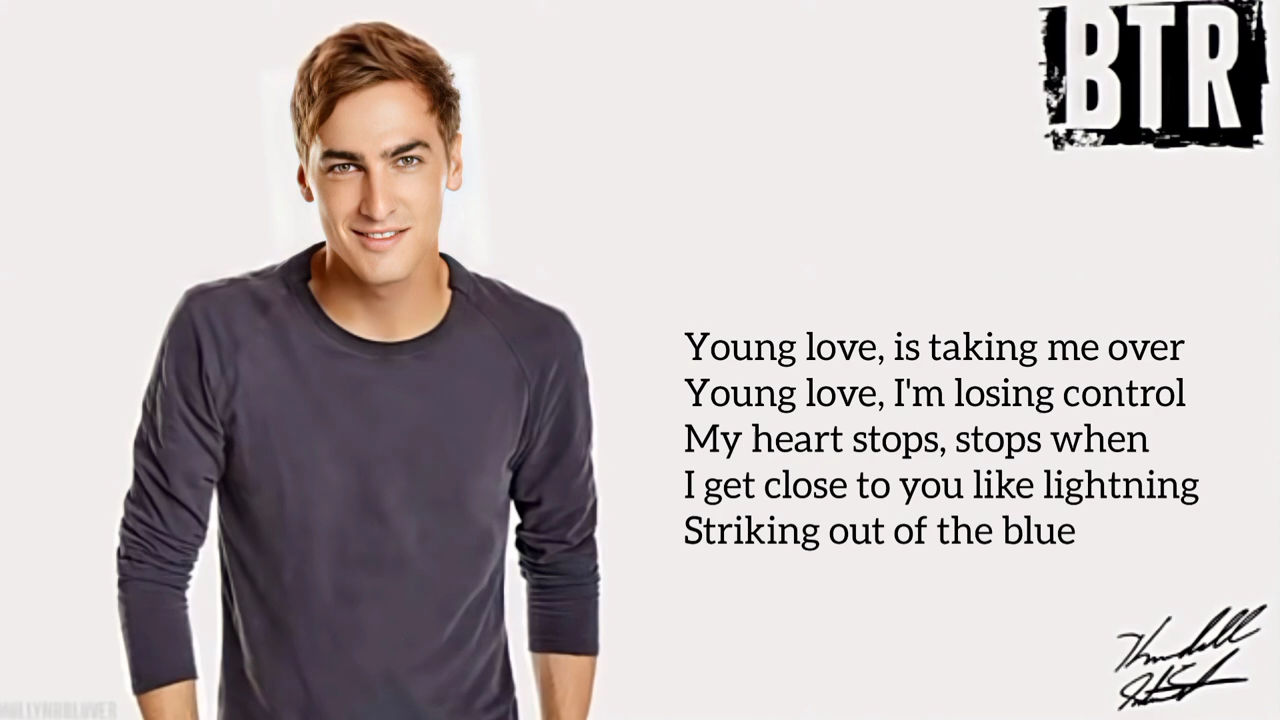 BTR
Young love, is taking me over
Young love, I'm losing control
My heart stops, stops when
I get close to you like lightning
Striking out of the blue